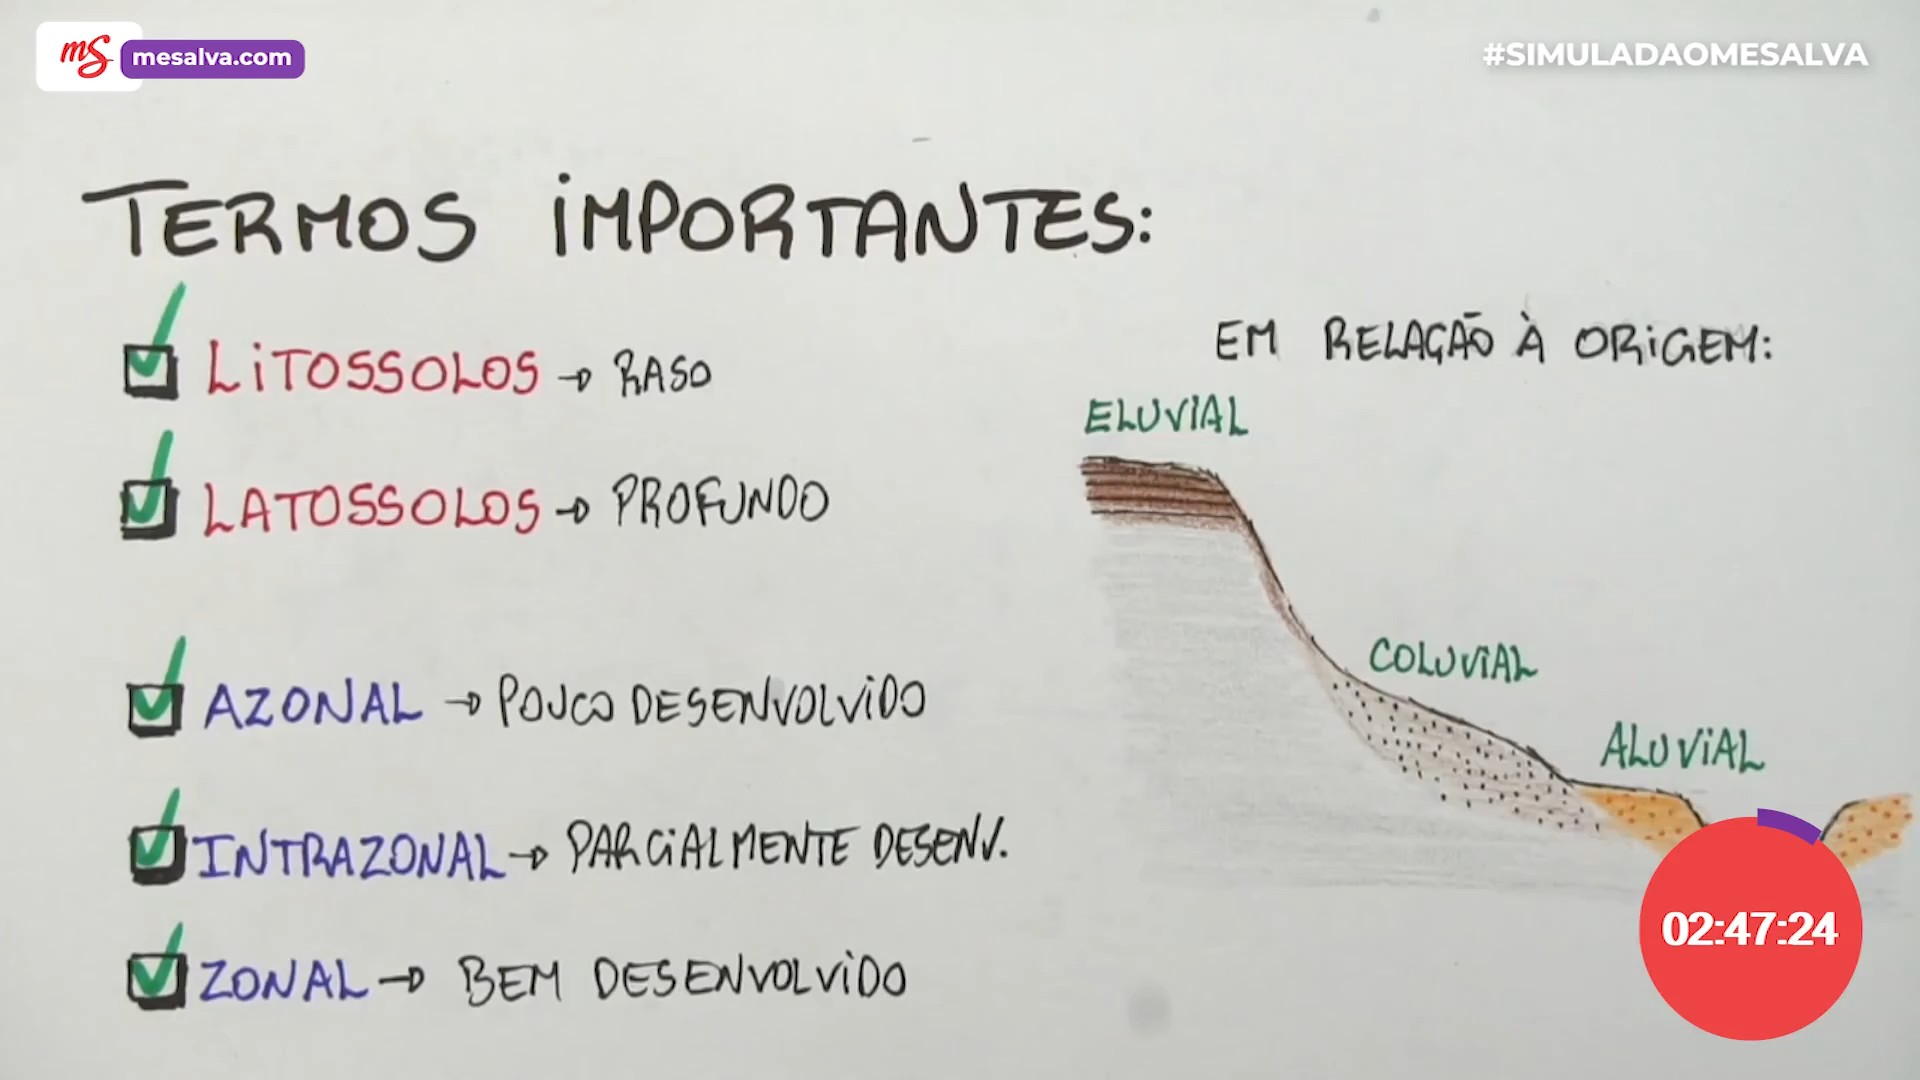 mS mesalva.com
#SIMULADAOMESALVA
TERMOS IMPORTANTES:
LITOSSOLOS → RASO
LATOSSOLOS → PROFUNDO
AZONAL → POUCO DESENVOLVIDO
INTRAZONAL → PARCIALMENTE DESENV.
ZONAL → BEM DESENVOLVIDO
EM RELAÇÃO À ORIGEM:
ELUVIAL
COLUVIAL
ALUVIAL
02:47:24